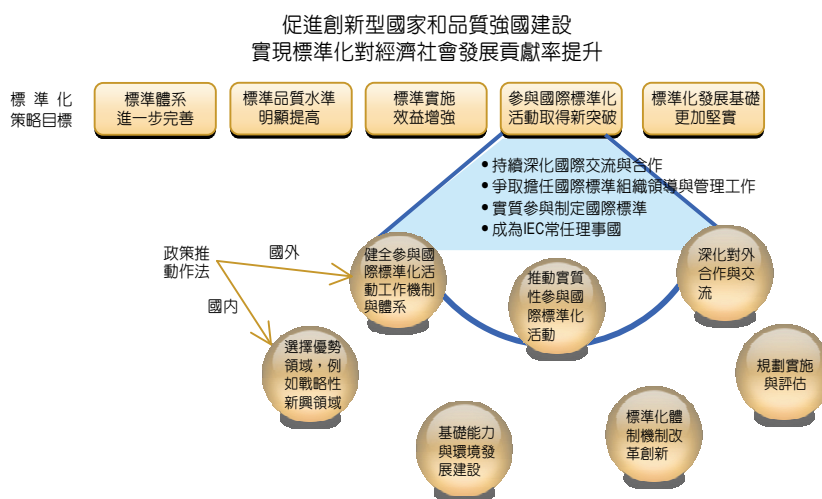 促進創新型國家和品質強國建設
實現標準化對經濟社會發展貢獻率提升
標準化
策略目標
標準體系
進一步完善
標準品質水準
明顯提高
標準實施
效益增強
參與國際標準化
活動取得新突破
標準化發展基礎
更加堅實
• 持續深化國際交流與合作
• 爭取擔任國際標準組織領導與管理工作
• 實質參與制定國際標準
• 成為IEC常任理事國
政策推
動作法
國外
國內
健全參與國
際標準化活
動工作機制
與體系
推動實質
性參與國
際標準化
活動
深化對外
合作與交
流
選擇優勢
領域，例
如戰略性
新興領域
基礎能力
與環境發
展建設
標準化體
制機制改
革創新
規劃實施
與評估